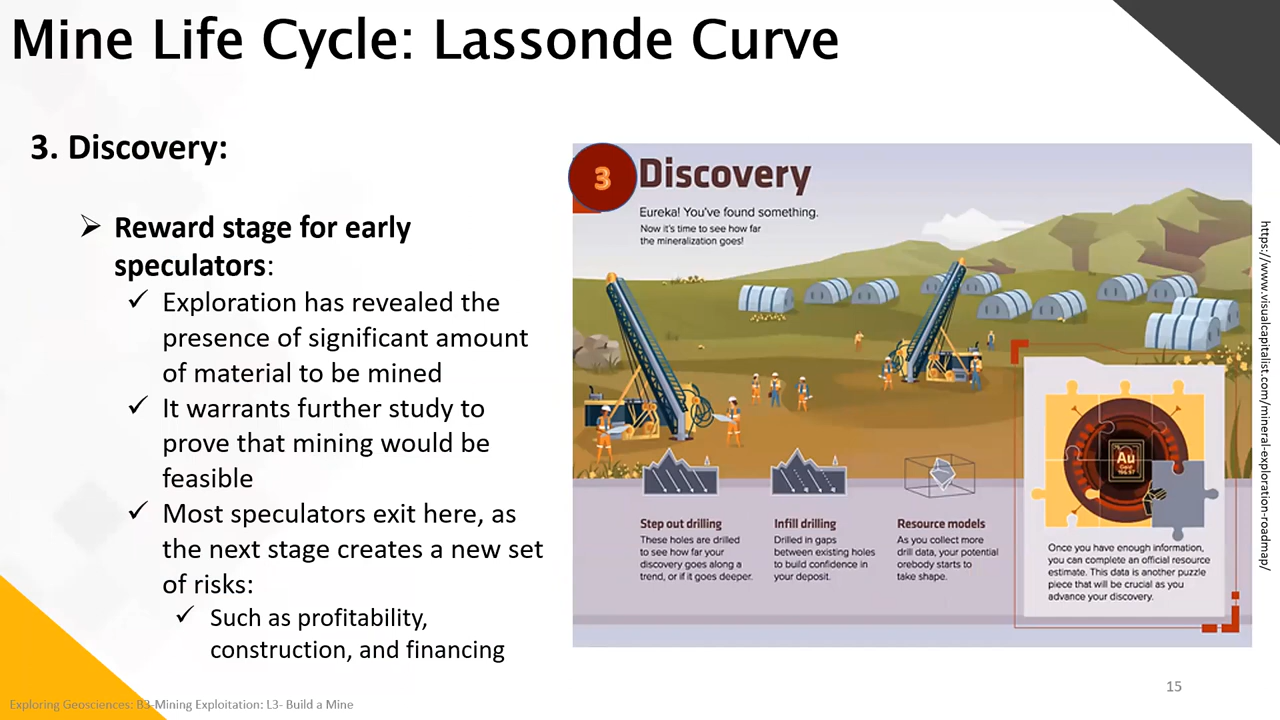 Mine Life Cycle: Lassonde Curve
3. Discovery:
➢ Reward stage for early
speculators:
✓ Exploration has revealed the
presence of significant amount
of material to be mined
✓ It warrants further study to
prove that mining would be
feasible
✓ Most speculators exit here, as
the next stage creates a new set
of risks:
✓ Such as profitability,
construction, and financing
3
Discovery
Eureka! You've found something.
Now it's time to see how far
the mineralization goes!
Step out drilling
These holes are drilled
to see how far your
discovery goes along a
trend, or if it goes deeper.
Infill drilling
Drilled in gaps
between existing holes
to build confidence in
your deposit.
Resource models
As you collect more
drill data, your potential
orebody starts to
take shape.
Au
Once you have enough information,
you can complete an official resource
estimate. This data is another puzzle
piece that will be crucial as you
advance your discovery.
https://www.visualcapitalist.com/mineral-exploration-roadmap/
15
Exploring Geosciences: B3-Mining Exploitation: L3- Build a Mine